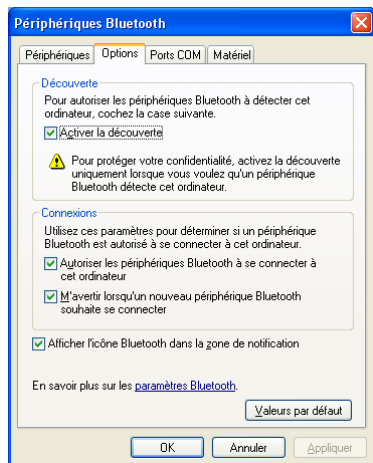 Périphériques Bluetooth
Périphériques
Options
Ports COM
Matériel
Découverte
Pour autoriser les périphériques Bluetooth à détecter cet
ordinateur, cochez la case suivante.
Activer la découverte
Pour protéger votre confidentialité, activez la découverte
uniquement lorsque vous voulez qu'un périphérique
Bluetooth détecte cet ordinateur.
Connexions
Utilisez ces paramètres pour déterminer si un périphérique
Bluetooth est autorisé à se connecter à cet ordinateur.
Autoriser les périphériques Bluetooth à se connecter à
cet ordinateur
M'avertir lorsqu'un nouveau périphérique Bluetooth
souhaite se connecter
Afficher l'icône Bluetooth dans la zone de notification
En savoir plus sur les paramètres Bluetooth.
Valeurs par défaut
OK
Annuler
Appliquer